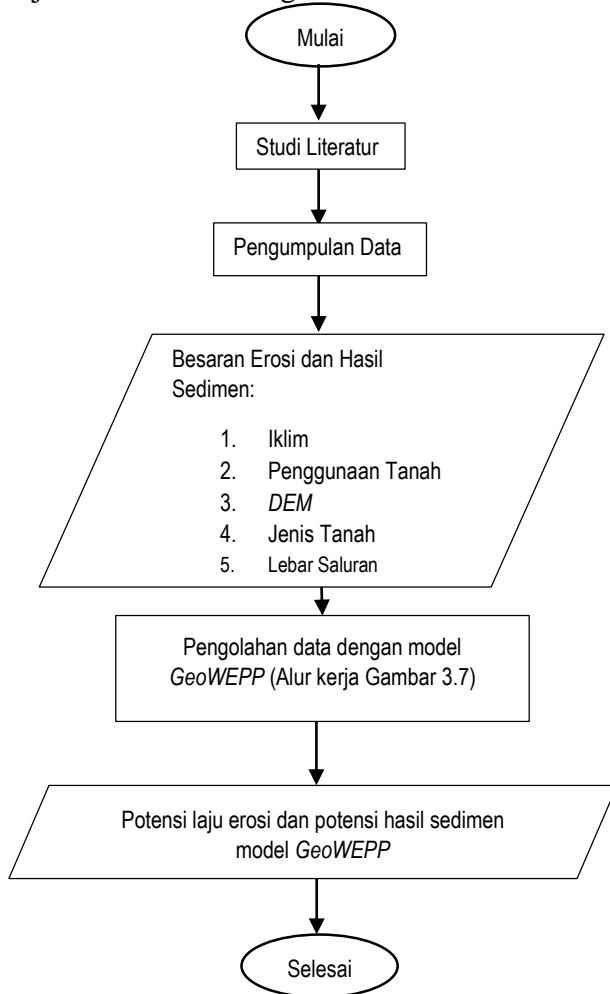 Mulai
Studi Literatur
Pengumpulan Data
Besaran Erosi dan Hasil
Sedimen:
1. Iklim
2. Penggunaan Tanah
3. DEM
4. Jenis Tanah
5. Lebar Saluran
Pengolahan data dengan model
GeoWEPP (Alur kerja Gambar 3.7)
Potensi laju erosi dan potensi hasil sedimen
model GeoWEPP
Selesai